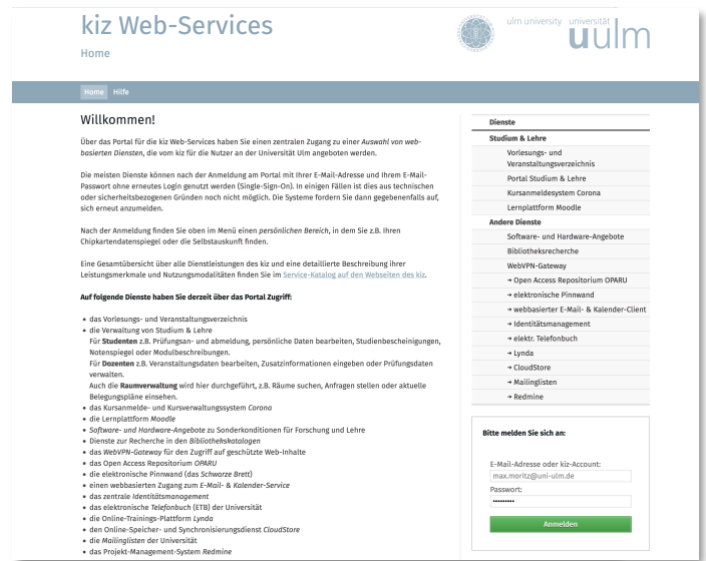 kiz Web-Services
Home
ulm university universität
uulm
Home Hilfe
Willkommen!
Über das Portal für die kiz Web-Services haben Sie einen zentralen Zugang zu einer Auswahl von web-
basierten Diensten, die vom kiz für die Nutzer an der Universität Ulm angeboten werden.
Die meisten Dienste können nach der Anmeldung am Portal mit Ihrer E-Mail-Adresse und Ihrem E-Mail-
Passwort ohne erneutes Login genutzt werden (Single-Sign-On). In einigen Fällen ist dies aus technischen
oder sicherheitsbezogenen Gründen noch nicht möglich. Die Systeme fordern Sie dann gegebenenfalls auf,
sich erneut anzumelden.
Nach der Anmeldung finden Sie oben im Menü einen persönlichen Bereich, in dem Sie z.B. Ihren
Chipkartendatenspiegel oder die Selbstauskunft finden.
Eine Gesamtübersicht über alle Dienstleistungen des kiz und eine detaillierte Beschreibung ihrer
Leistungsmerkmale und Nutzungsmodalitäten finden Sie im Service-Katalog auf den Webseiten des kiz.
Auf folgende Dienste haben Sie derzeit über das Portal Zugriff:
• das Vorlesungs- und Veranstaltungsverzeichnis
• die Verwaltung von Studium & Lehre
Für Studenten z.B. Prüfungsan- und abmeldung, persönliche Daten bearbeiten, Studienbescheinigungen,
Notenspiegel oder Modulbeschreibungen.
Für Dozenten z.B. Veranstaltungsdaten bearbeiten, Zusatzinformationen eingeben oder Prüfungsdaten
verwalten.
Auch die Raumverwaltung wird hier durchgeführt, z.B. Räume suchen, Anfragen stellen oder aktuelle
Belegungspläne einsehen.
• das Kursanmelde- und Kursverwaltungssystem Corona
• die Lernplattform Moodle
• Software- und Hardware-Angebote zu Sonderkonditionen für Forschung und Lehre
• Dienste zur Recherche in den Bibliothekskatalogen
• das WebVPN-Gateway für den Zugriff auf geschützte Web-Inhalte
• das Open Access Repositorium OPARU
• die elektronische Pinnwand (das Schwarze Brett)
• einen webbasierten Zugang zum E-Mail- & Kalender-Service
• das zentrale Identitätsmanagement
• das elektronische Telefonbuch (ETB) der Universität
• die Online-Trainings-Plattform Lynda
• den Online-Speicher- und Synchronisierungsdienst CloudStore
• die Mailinglisten der Universität
• das Projekt-Management-System Redmine
Dienste
Studium & Lehre
Vorlesungs- und
Veranstaltungsverzeichnis
Portal Studium & Lehre
Kursanmeldesystem Corona
Lernplattform Moodle
Andere Dienste
Software- und Hardware-Angebote
Bibliotheksrecherche
WebVPN-Gateway
→ Open Access Repositorium OPARU
→ elektronische Pinnwand
→ webbasierter E-Mail- & Kalender-Client
→ Identitätsmanagement
→ elektr. Telefonbuch
→ Lynda
→ CloudStore
→ Mailinglisten
→ Redmine
Bitte melden Sie sich an:
E-Mail-Adresse oder kiz-Account:
max.moritz@uni-ulm.de
Passwort:
•••••••••
Anmelden